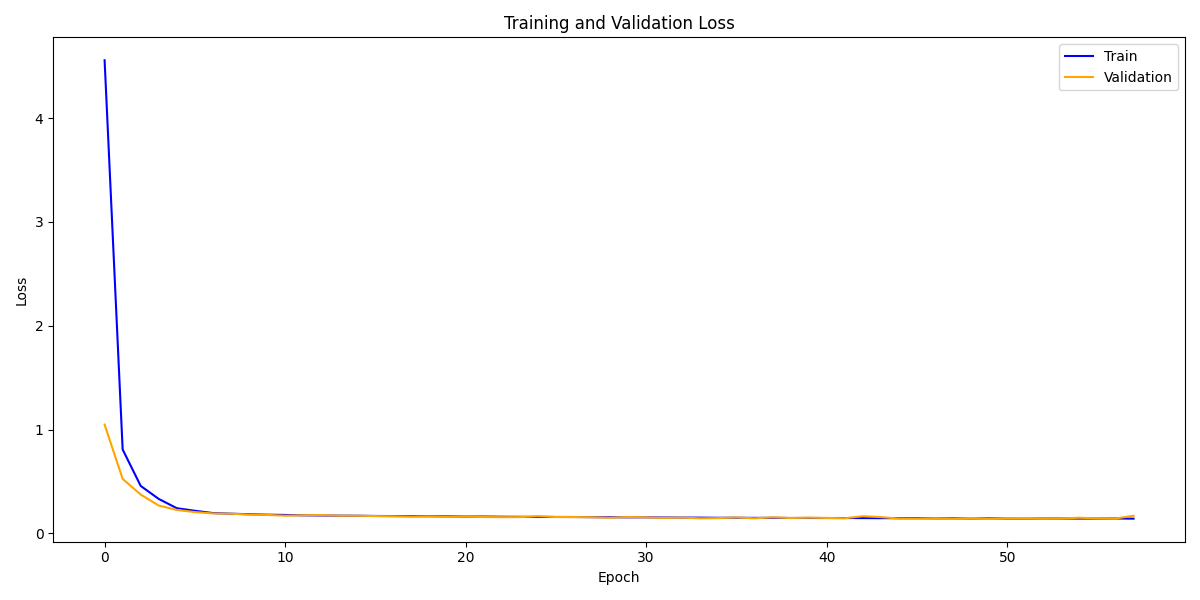 Training and Validation Loss
Train
Validation
4
3
2
1
0
Loss
0 10 20 30 40 50
Epoch